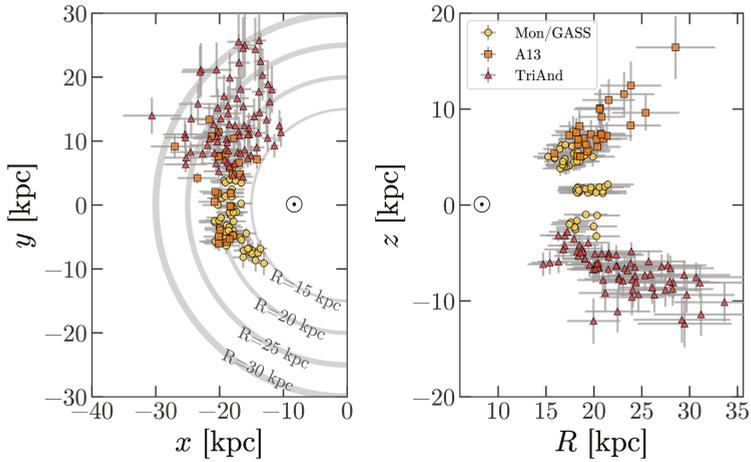 30
20
10
0
−10
−20
−30
−40
−30
−20
−10
0
y [kpc]
x [kpc]
R=15 kpc
R=20 kpc
R=25 kpc
R=30 kpc
Mon/GASS
A13
TriAnd
20
10
0
−10
−20
10
15
20
25
30
35
z [kpc]
R [kpc]